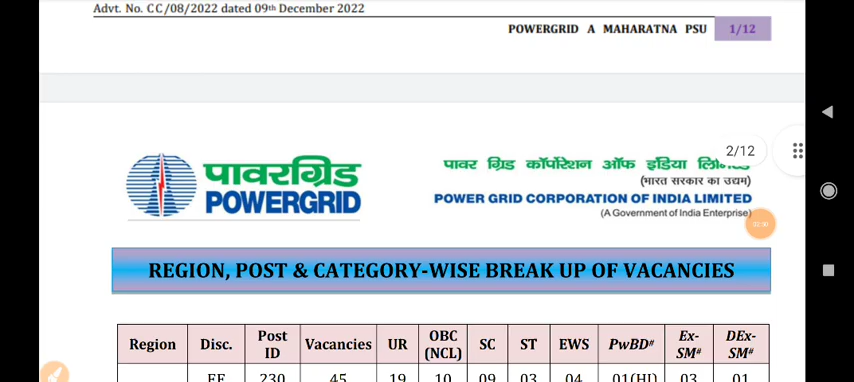 Advt. No. CC/08/2022 dated 09th December 2022
POWERGRID A MAHARATNA PSU 1/12
2/12
पावरग्रिड
POWERGRID
पावर ग्रिड कॉर्पोरेशन ऑफ इंडिया
(भारत सरकार का उद्यम)
POWER GRID CORPORATION OF INDIA LIMITED
(A Government of India Enterprise)
REGION, POST & CATEGORY-WISE BREAK UP OF VACANCIES
Region Disc. Post ID Vacancies UR OBC (NCL) SC ST EWS PwBD# Ex-SM# DEx-SM#
EE 230 45 19 10 09 03 04 01(HI) 03 01